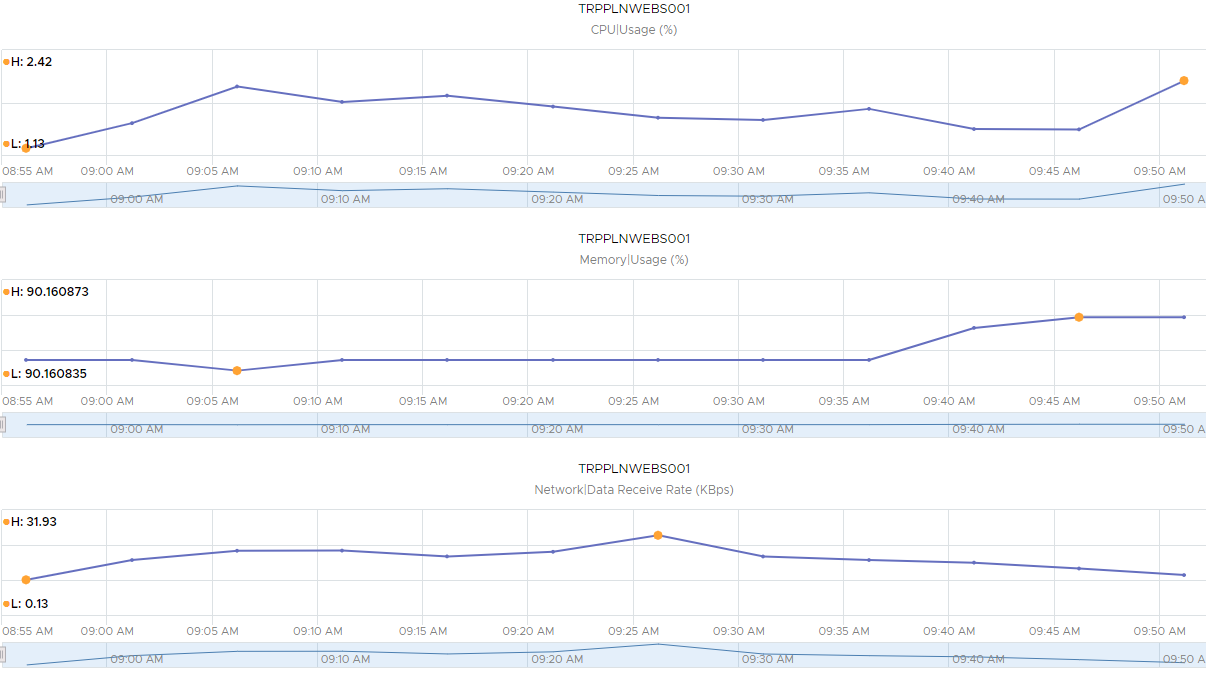 TRPPLNWEBS001
CPU|Usage (%)
H: 2.42
L: 1.13
08:55 AM 09:00 AM 09:05 AM 09:10 AM 09:15 AM 09:20 AM 09:25 AM 09:30 AM 09:35 AM 09:40 AM 09:45 AM 09:50 AM
09:00 AM 09:10 AM 09:20 AM 09:30 AM 09:40 AM 09:50 A
TRPPLNWEBS001
Memory|Usage (%)
H: 90.160873
L: 90.160835
08:55 AM 09:00 AM 09:05 AM 09:10 AM 09:15 AM 09:20 AM 09:25 AM 09:30 AM 09:35 AM 09:40 AM 09:45 AM 09:50 AM
09:00 AM 09:10 AM 09:20 AM 09:30 AM 09:40 AM 09:50 A
TRPPLNWEBS001
Network|Data Receive Rate (KBps)
H: 31.93
L: 0.13
08:55 AM 09:00 AM 09:05 AM 09:10 AM 09:15 AM 09:20 AM 09:25 AM 09:30 AM 09:35 AM 09:40 AM 09:45 AM 09:50 AM
09:00 AM 09:10 AM 09:20 AM 09:30 AM 09:40 AM 09:50 A